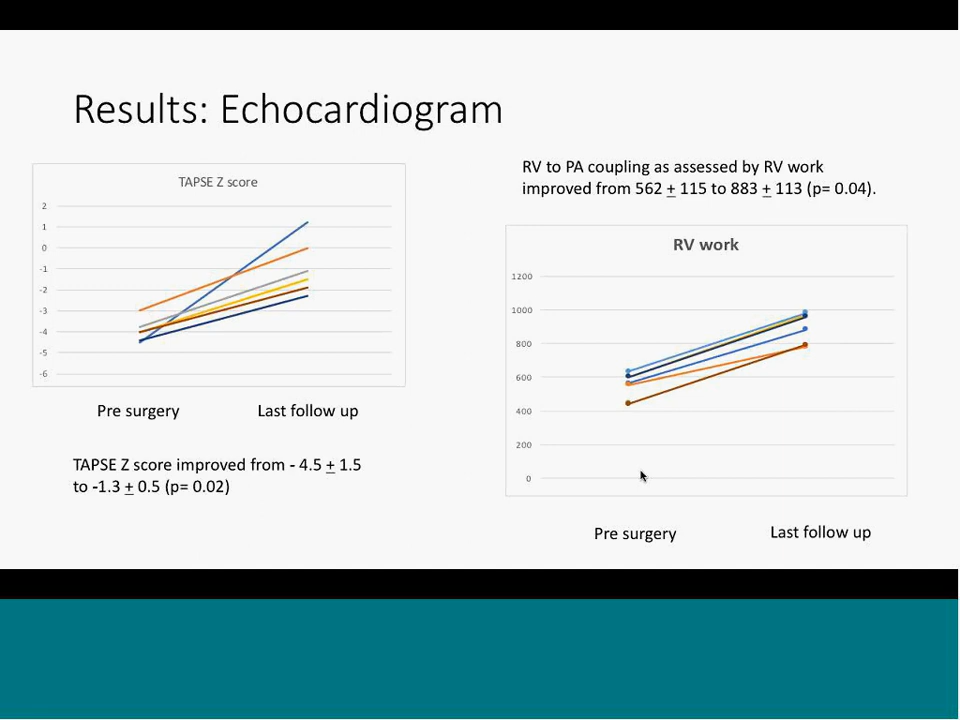 Results: Echocardiogram
TAPSE Z score
2
1
0
-1
-2
-3
-4
-5
-6
Pre surgery Last follow up
TAPSE Z score improved from - 4.5 + 1.5
to -1.3 + 0.5 (p= 0.02)
RV to PA coupling as assessed by RV work
improved from 562 + 115 to 883 + 113 (p= 0.04).
RV work
1200
1000
800
600
400
200
0
Pre surgery Last follow up